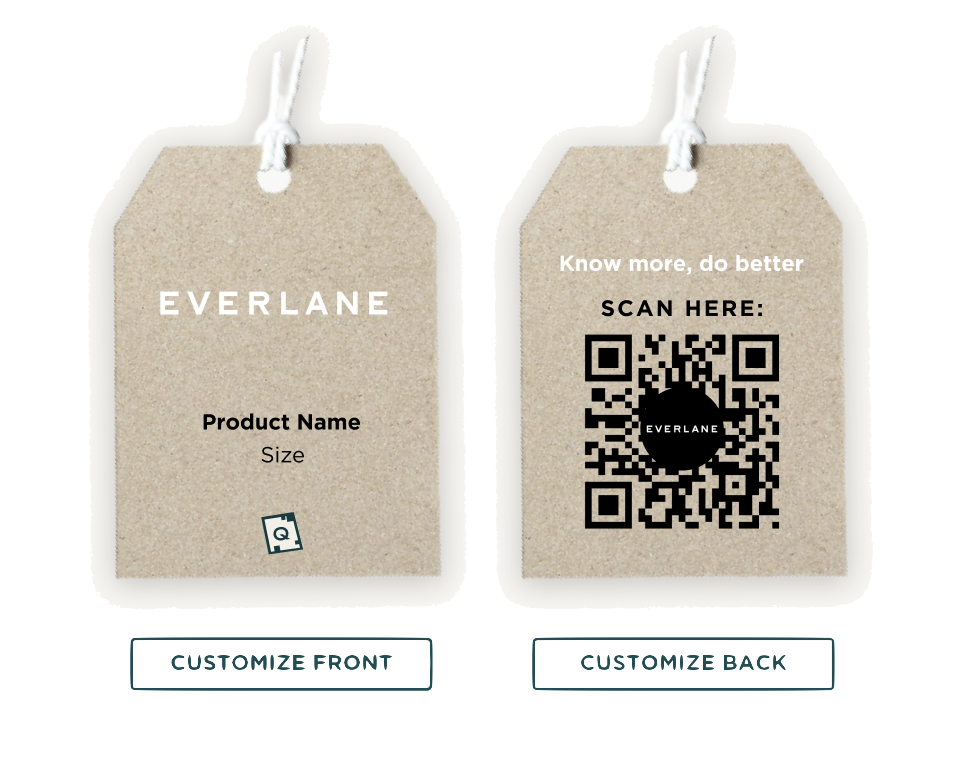 EVERLANE
Product Name
Size
Q
Know more, do better
SCAN HERE:
EVERLANE
CUSTOMIZE FRONT
CUSTOMIZE BACK